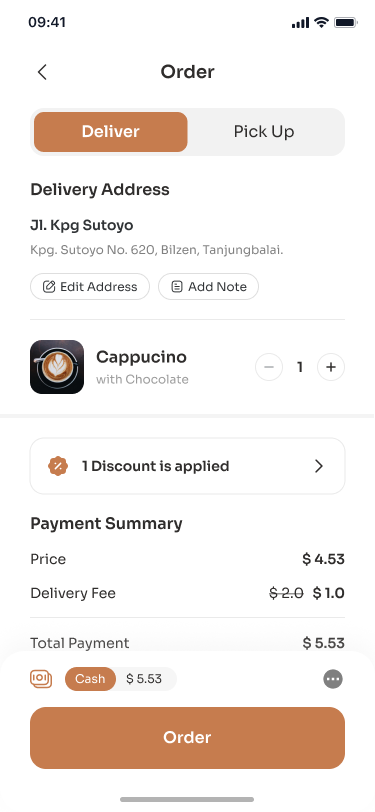 09:41
Order
Deliver
Pick Up
Delivery Address
Jl. Kpg Sutoyo
Kpg. Sutoyo No. 620, Bilzen, Tanjungbalai.
Edit Address
Add Note
Cappucino
with Chocolate
1
1 Discount is applied
Payment Summary
Price $ 4.53
Delivery Fee $ 2.0 $ 1.0
Total Payment $ 5.53
Cash $ 5.53
Order